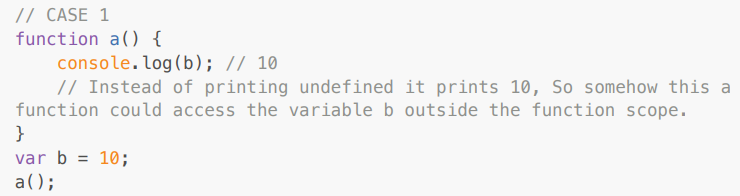 // CASE 1
function a() {
    console.log(b); // 10
    // Instead of printing undefined it prints 10, So somehow this a
function could access the variable b outside the function scope.
}
var b = 10;
a();